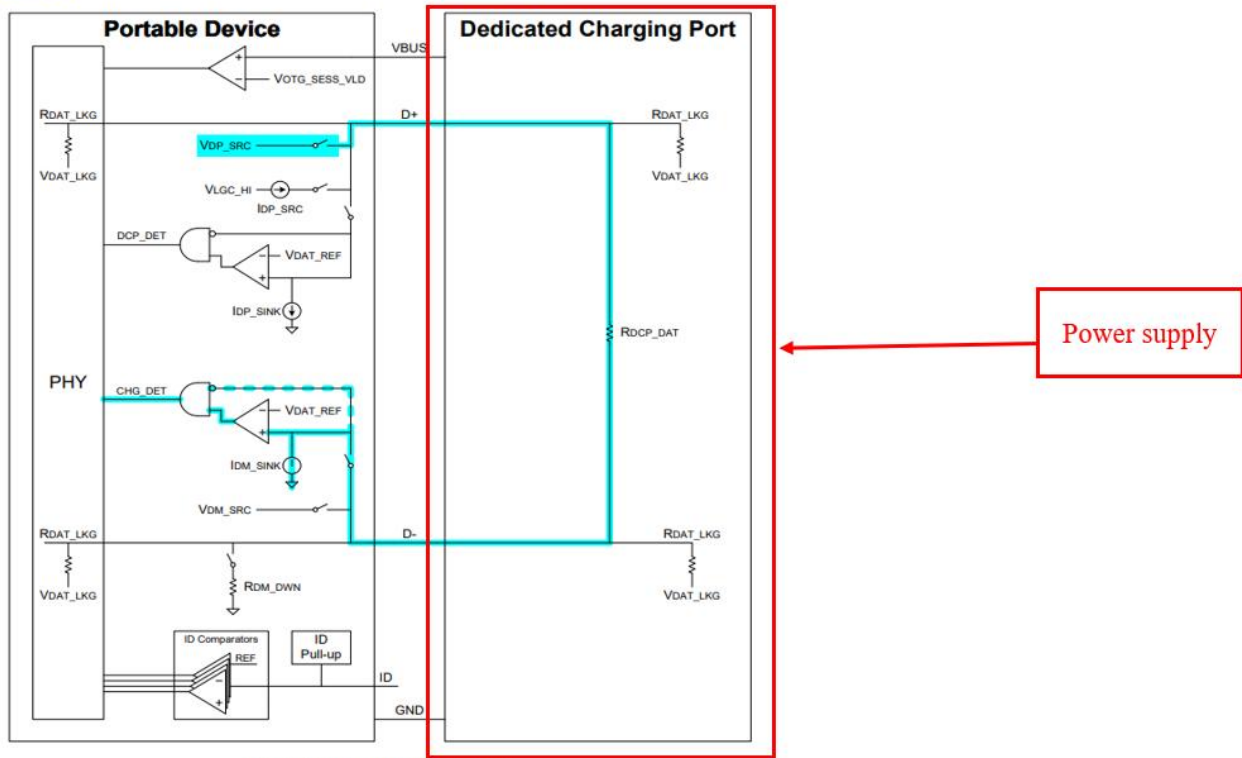 Portable Device
Dedicated Charging Port
VBUS
VOTG_SESS_VLD
RDAT_LKG
D+
RDAT_LKG
VDP_SRC
VDAT_LKG
VDAT_LKG
VLGC_HI
IDP_SRC
DCP_DET
VDAT_REF
IDP_SINK
RDCP_DAT
Power supply
PHY
CHG_DET
VDAT_REF
IDM_SINK
VDM_SRC
RDAT_LKG
D-
RDAT_LKG
RDM_DWN
VDAT_LKG
VDAT_LKG
ID Comparators
REF
ID
Pull-up
ID
GND